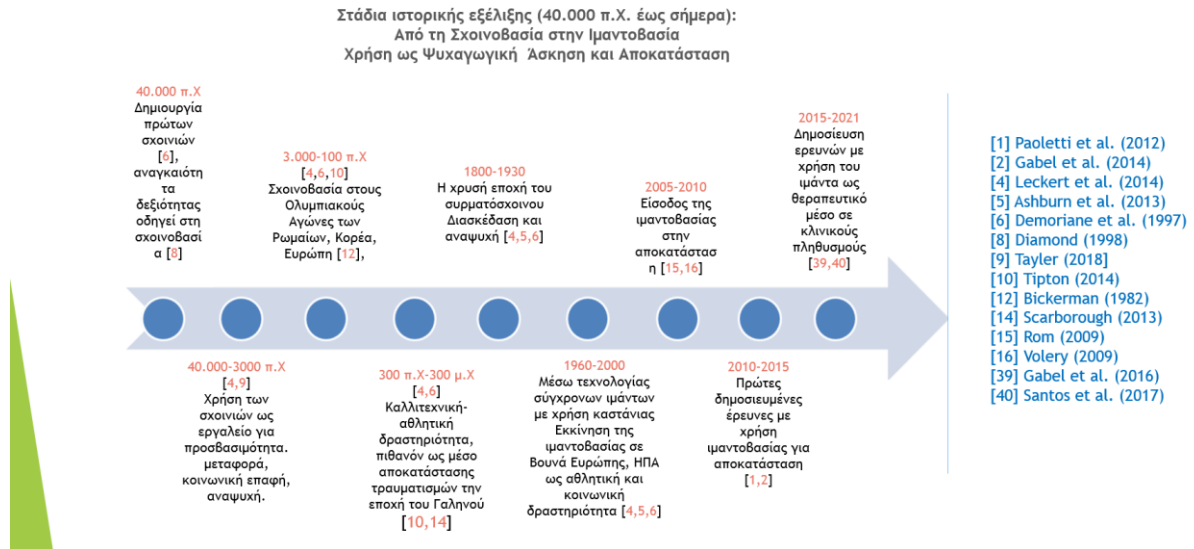 Στάδια ιστορικής εξέλιξης (40.000 π.Χ. έως σήμερα):
Από τη Σχοινοβασία στην Ιμαντοβασία
Χρήση ως Ψυχαγωγική Άσκηση και Αποκατάσταση
40.000 π.Χ
Δημιουργία
πρώτων
σχοινιών
[6],
αναγκαιότη
τα
δεξιότητας
οδηγεί στη
σχοινοβασί
α [8]
40.000-3000 π.Χ
[4,9]
Χρήση των
σχοινιών ως
εργαλείο για
προσβασιμότητα.
μεταφορά,
κοινωνική επαφή,
αναψυχή.
3.000-100 π.Χ
[4,6,10]
Σχοινοβασία στους
Ολυμπιακούς
Αγώνες των
Ρωμαίων, Κορέα,
Ευρώπη [12],
300 π.Χ-300 μ.Χ
[4,6]
Καλλιτεχνική-
αθλητική
δραστηριότητα,
πιθανόν ως μέσο
αποκατάστασης
τραυματισμών την
εποχή του Γαληνού
[10,14]
1800-1930
Η χρυσή εποχή του
συρματόσχοινου
Διασκέδαση και
αναψυχή [4,5,6]
1960-2000
Μέσω τεχνολογίας
σύγχρονων ιμάντων
με χρήση καστάνιας
Εκκίνηση της
ιμαντοβασίας σε
Βουνά Ευρώπης, ΗΠΑ
ως αθλητική και
κοινωνική
δραστηριότητα [4,5,6]
2005-2010
Είσοδος της
ιμαντοβασίας
στην
αποκατάστασ
η [15,16]
2010-2015
Πρώτες
δημοσιευμένες
έρευνες με
χρήση
ιμαντοβασίας για
αποκατάσταση
[1,2]
2015-2021
Δημοσίευση
ερευνών με
χρήση του
ιμάντα ως
θεραπευτικό
μέσο σε
κλινικούς
πληθυσμούς
[39,40]
[1] Paoletti et al. (2012)
[2] Gabel et al. (2014)
[4] Leckert et al. (2014)
[5] Ashburn et al. (2013)
[6] Demoriane et al. (1997)
[8] Diamond (1998)
[9] Tayler (2018]
[10] Tipton (2014)
[12] Bickerman (1982)
[14] Scarborough (2013)
[15] Rom (2009)
[16] Volery (2009)
[39] Gabel et al. (2016)
[40] Santos et al. (2017)